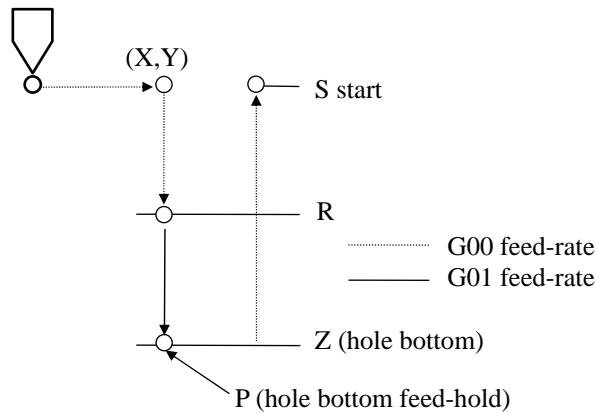 (X,Y)
S start
R
G00 feed-rate
G01 feed-rate
Z (hole bottom)
P (hole bottom feed-hold)